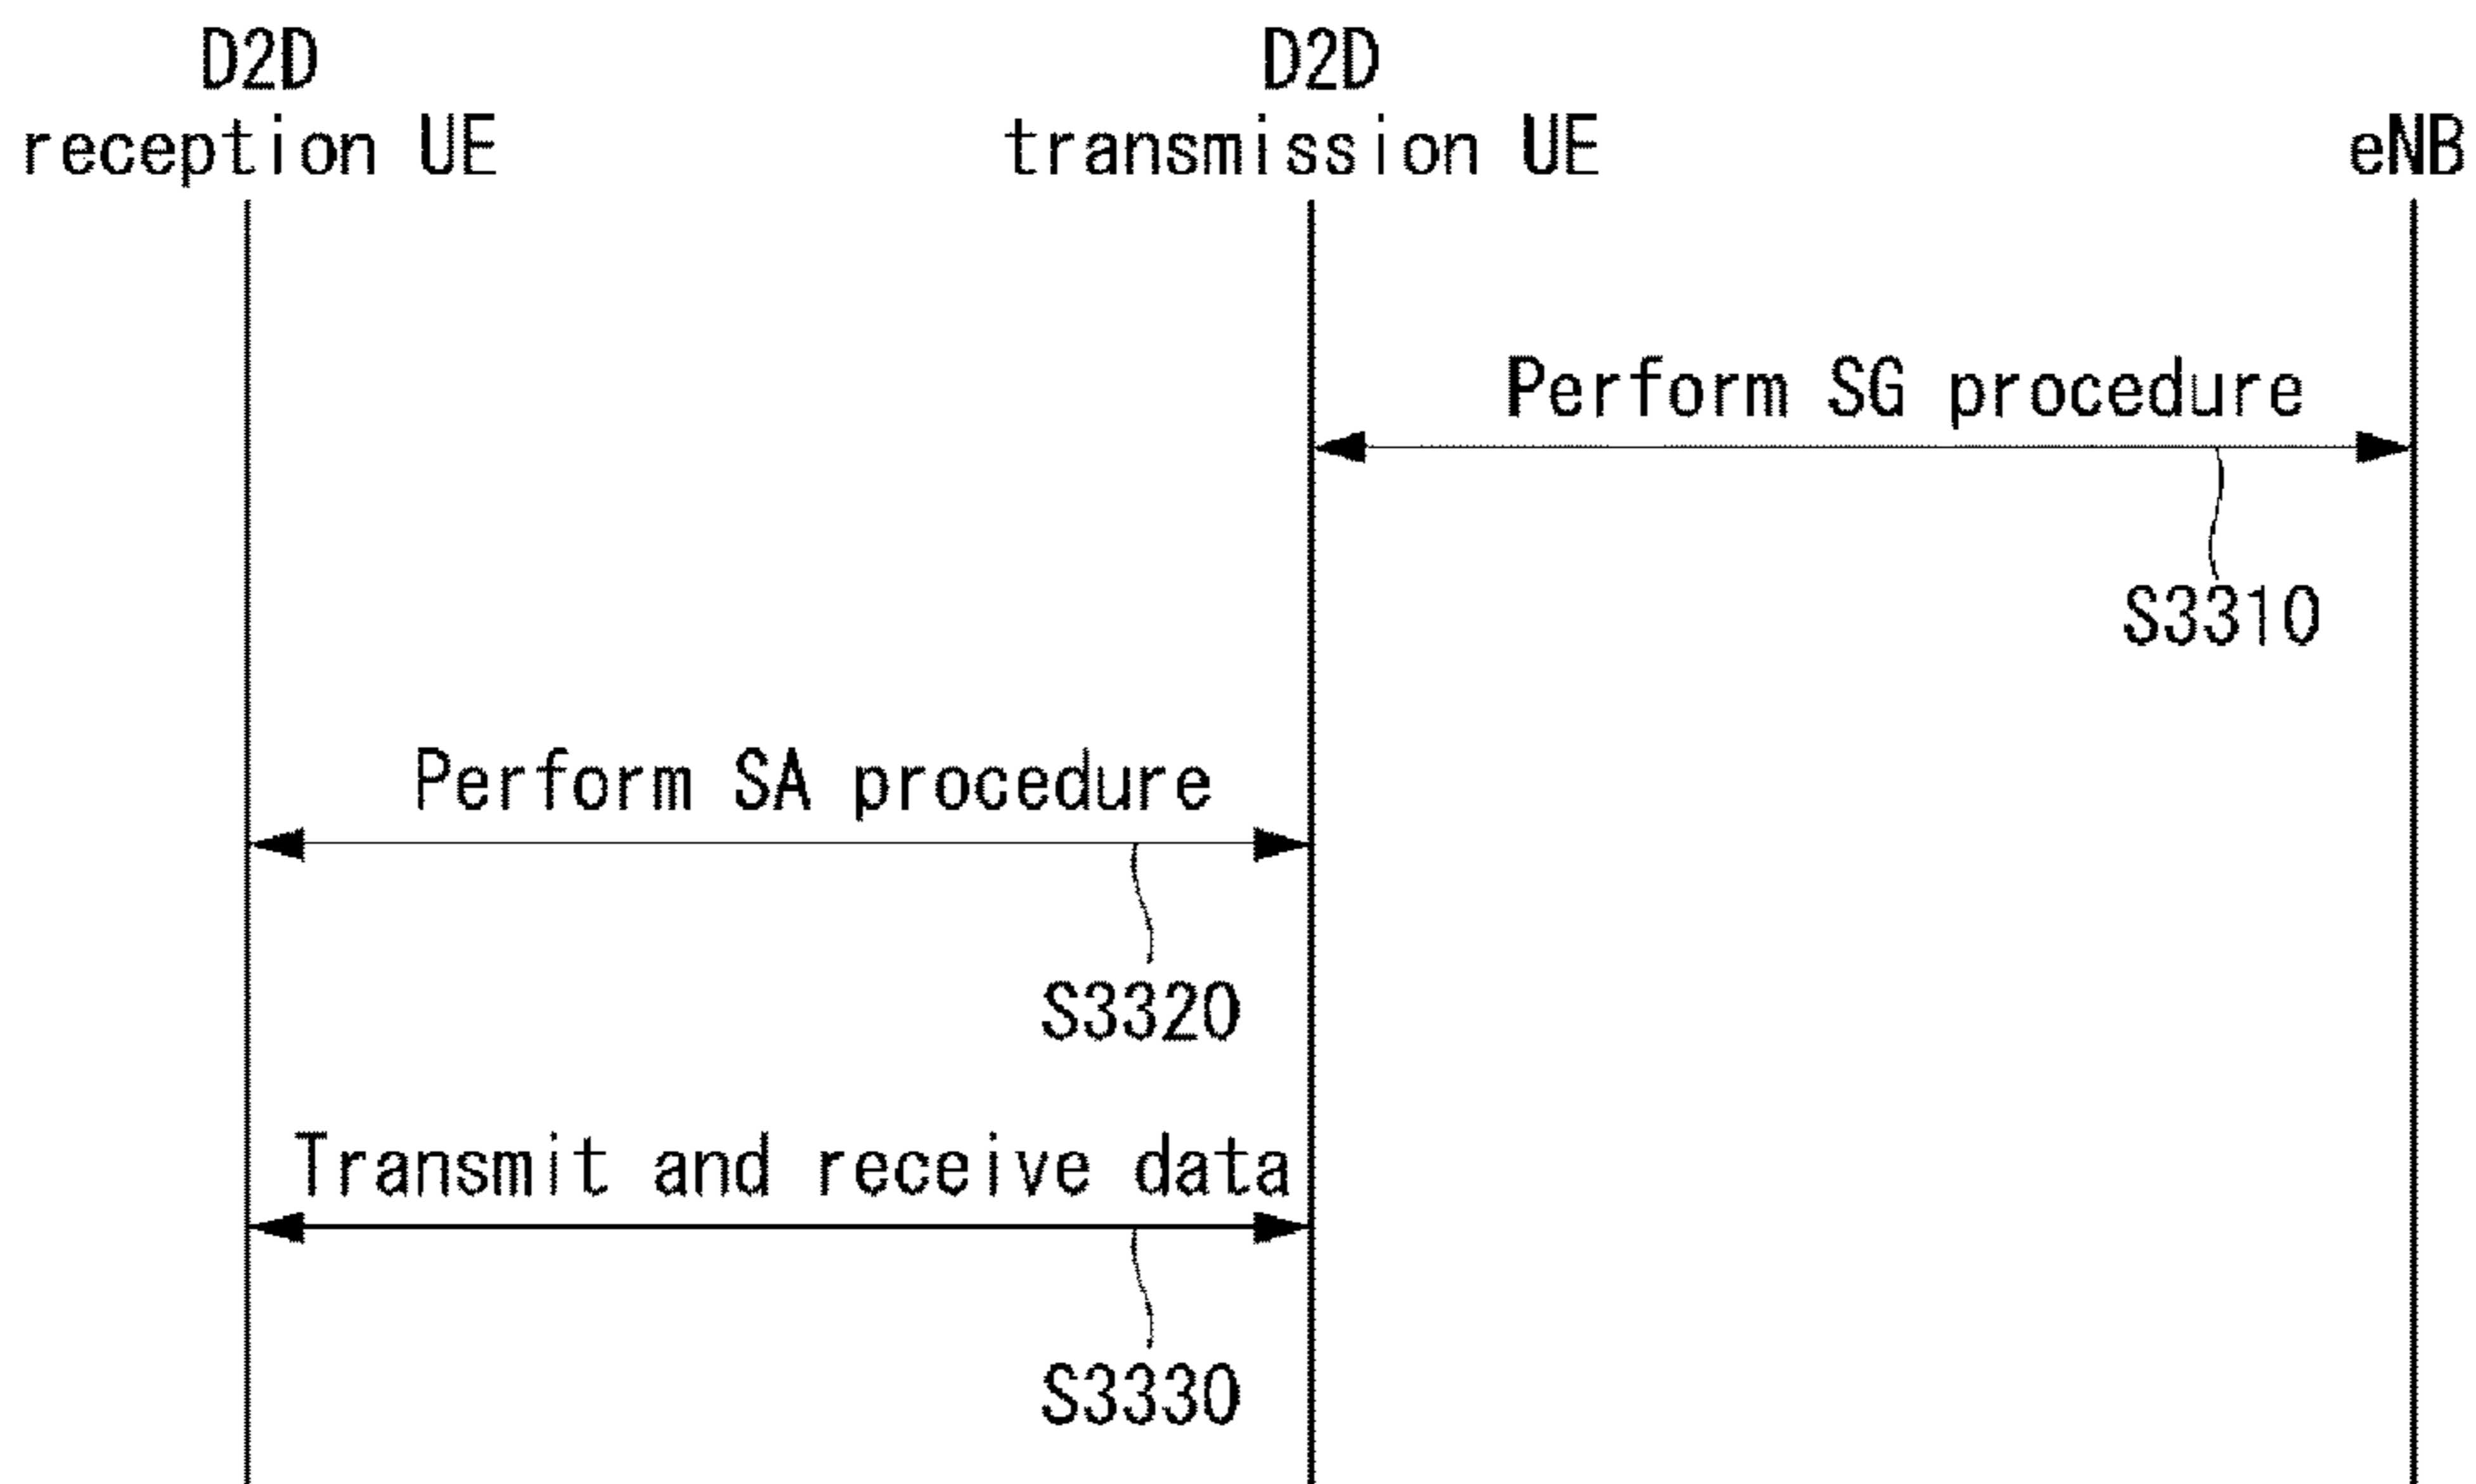 D2D
reception UE
D2D
transmission UE
eNB
Perform SG procedure
S3310
Perform SA procedure
S3320
Transmit and receive data
S3330